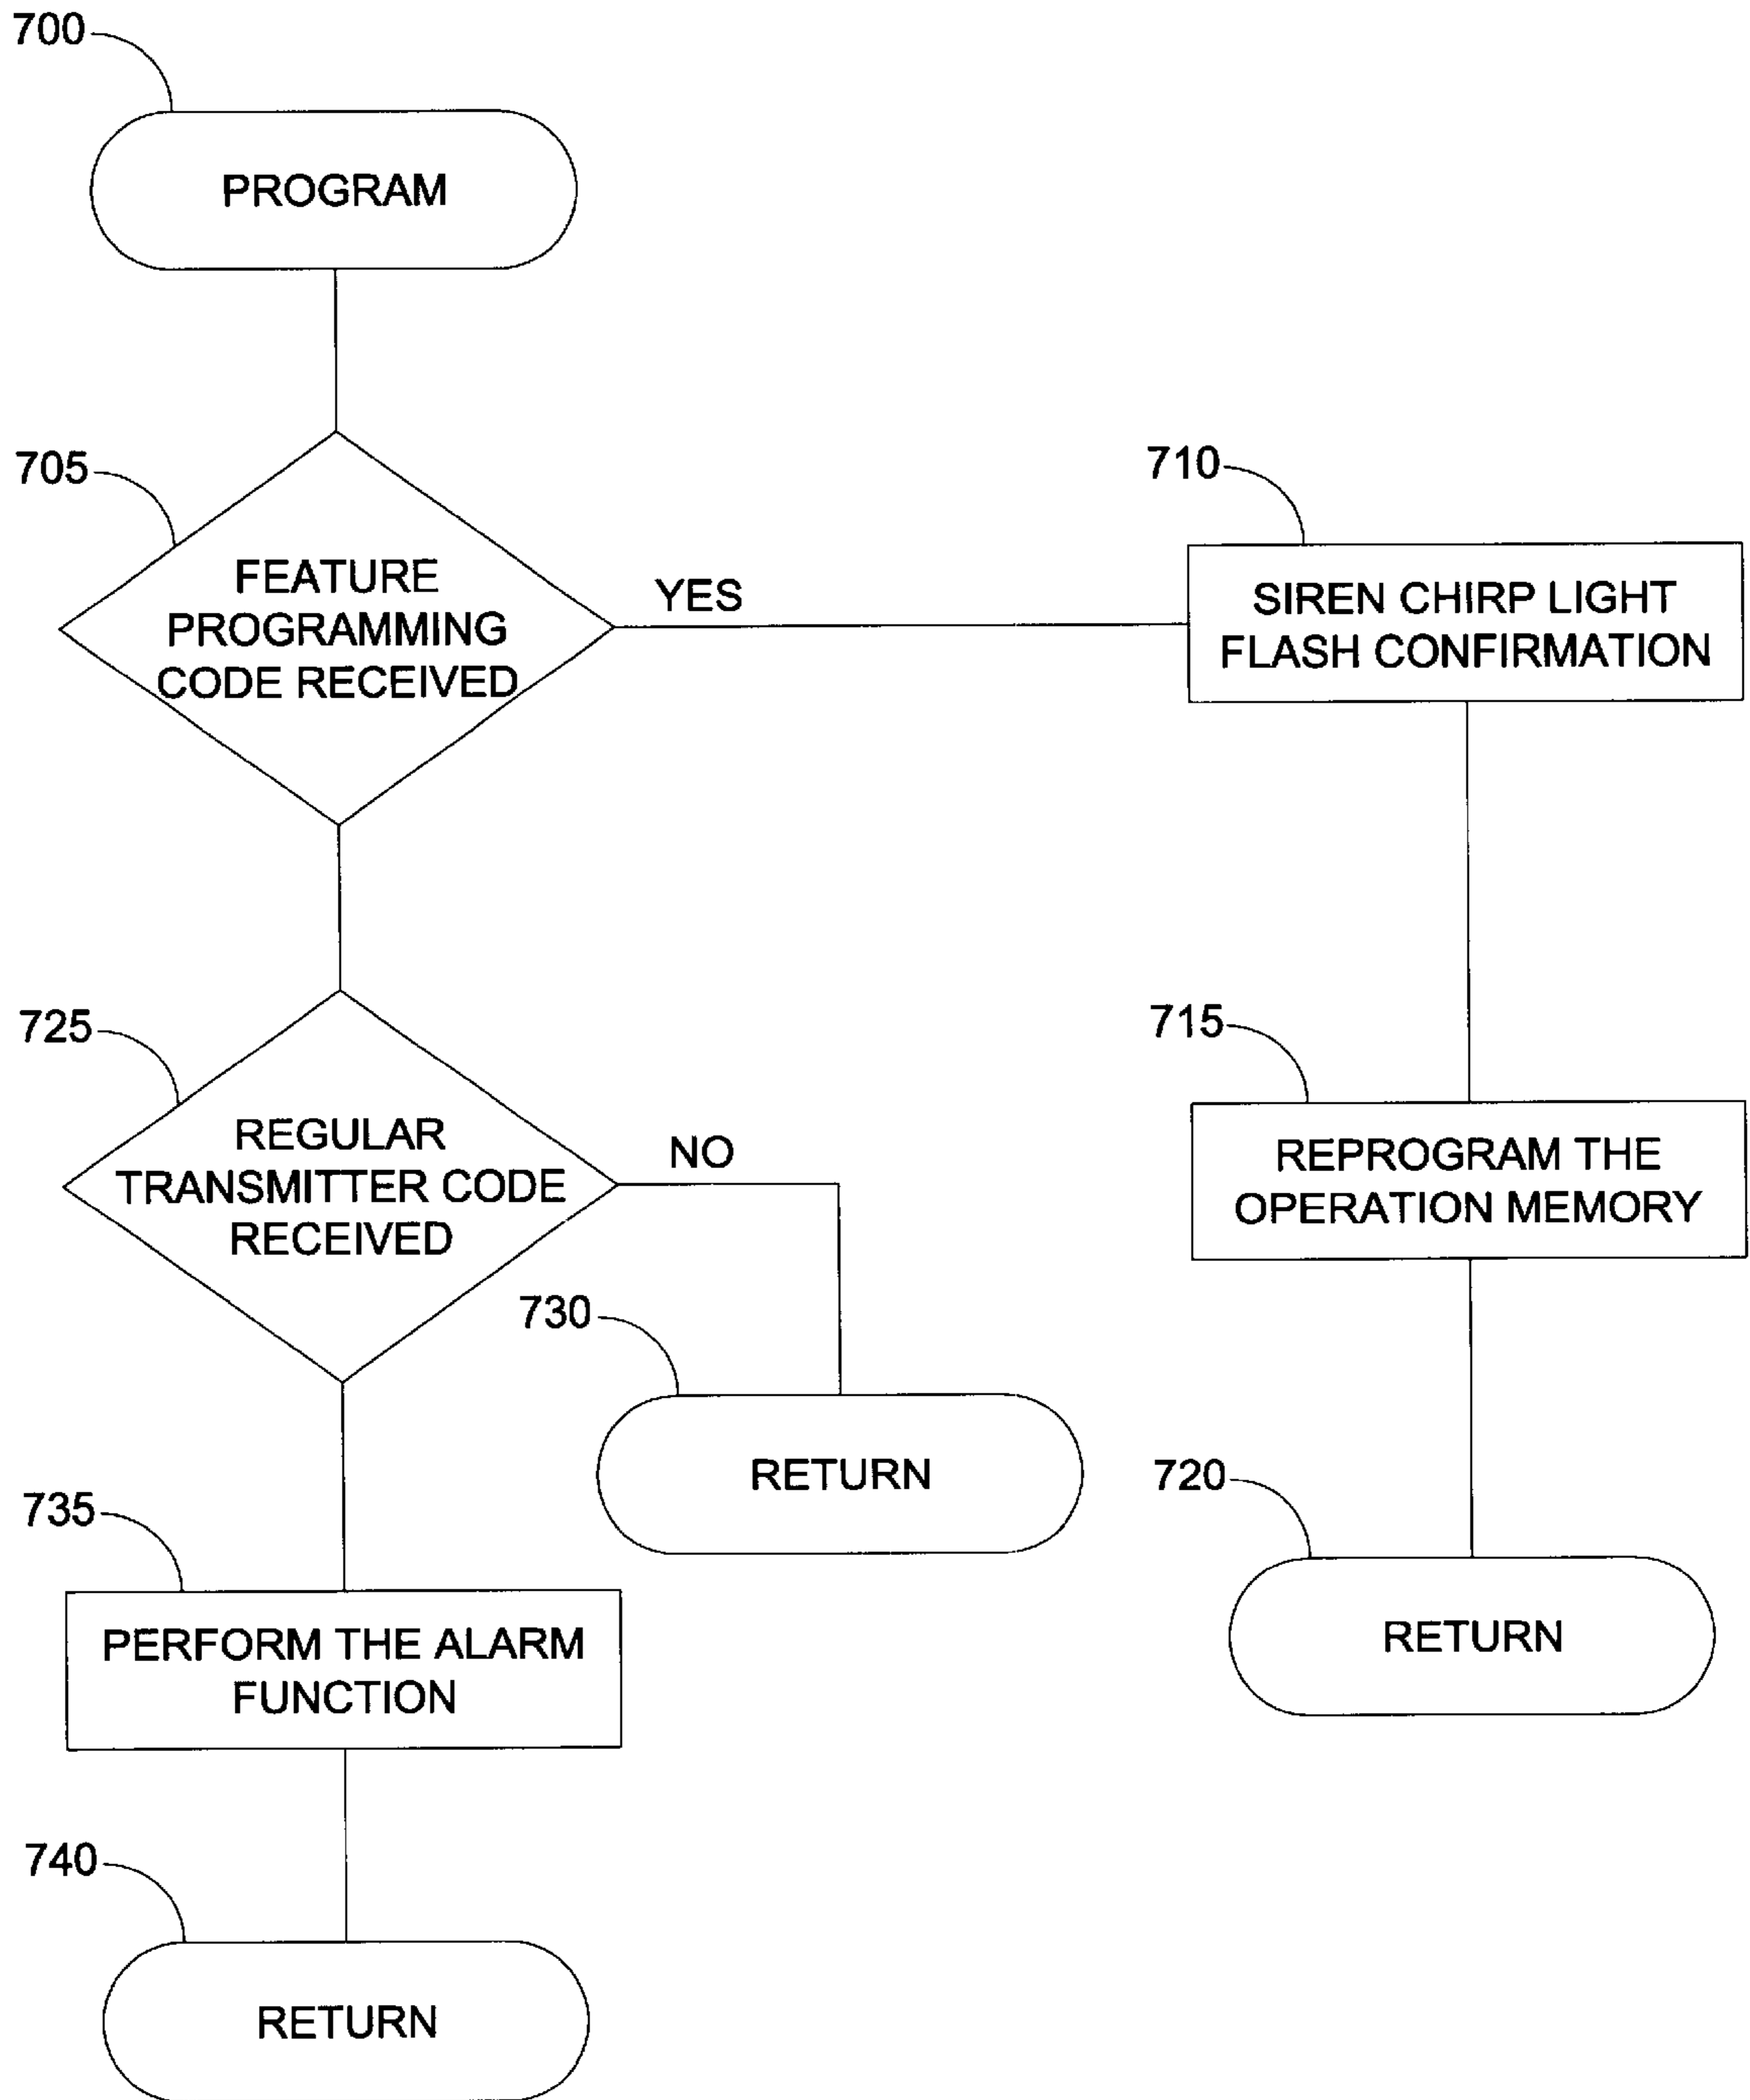 700
PROGRAM
705
FEATURE
PROGRAMMING
CODE RECEIVED
YES
710
SIREN CHIRP LIGHT
FLASH CONFIRMATION
725
REGULAR
TRANSMITTER CODE
RECEIVED
NO
715
REPROGRAM THE
OPERATION MEMORY
730
RETURN
720
RETURN
735
PERFORM THE ALARM
FUNCTION
740
RETURN